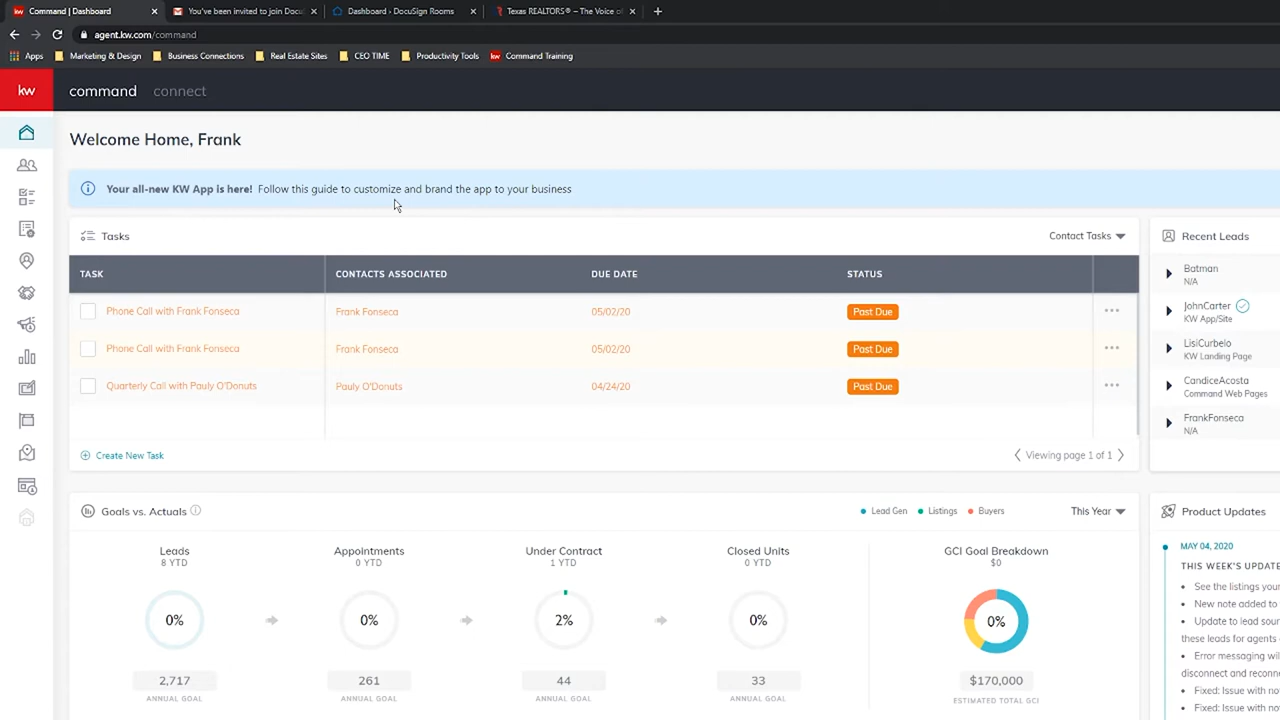 Command | Dashboard
You've been invited to join Docu
Dashboard › DocuSign Rooms
Texas REALTORS® – The Voice of
agent.kw.com/command
Apps
Marketing & Design
Business Connections
Real Estate Sites
CEO TIME
Productivity Tools
kw
Command Training
kw
command
connect
Welcome Home, Frank
Your all-new KW App is here! Follow this guide to customize and brand the app to your business
Tasks
Contact Tasks
TASK
CONTACTS ASSOCIATED
DUE DATE
STATUS
Phone Call with Frank Fonseca
Frank Fonseca
05/02/20
Past Due
Phone Call with Frank Fonseca
Frank Fonseca
05/02/20
Past Due
Quarterly Call with Pauly O'Donuts
Pauly O'Donuts
04/24/20
Past Due
Create New Task
Viewing page 1 of 1
Recent Leads
Batman
N/A
JohnCarter
KW App/Site
LisiCurbelo
KW Landing Page
CandiceAcosta
Command Web Pages
FrankFonseca
N/A
Goals vs. Actuals
Lead Gen
Listings
Buyers
This Year
Leads
8 YTD
0%
2,717
ANNUAL GOAL
Appointments
0 YTD
0%
261
ANNUAL GOAL
Under Contract
1 YTD
2%
44
ANNUAL GOAL
Closed Units
0 YTD
0%
33
ANNUAL GOAL
GCI Goal Breakdown
$0
0%
$170,000
ESTIMATED TOTAL GCI
Product Updates
MAY 04, 2020
THIS WEEK'S UPDATE
• See the listings your
• New note added to
• Update to lead sour
these leads for agents
• Error messaging will
disconnect and reconne
• Fixed: Issue with not
• Fixed: Issue with not